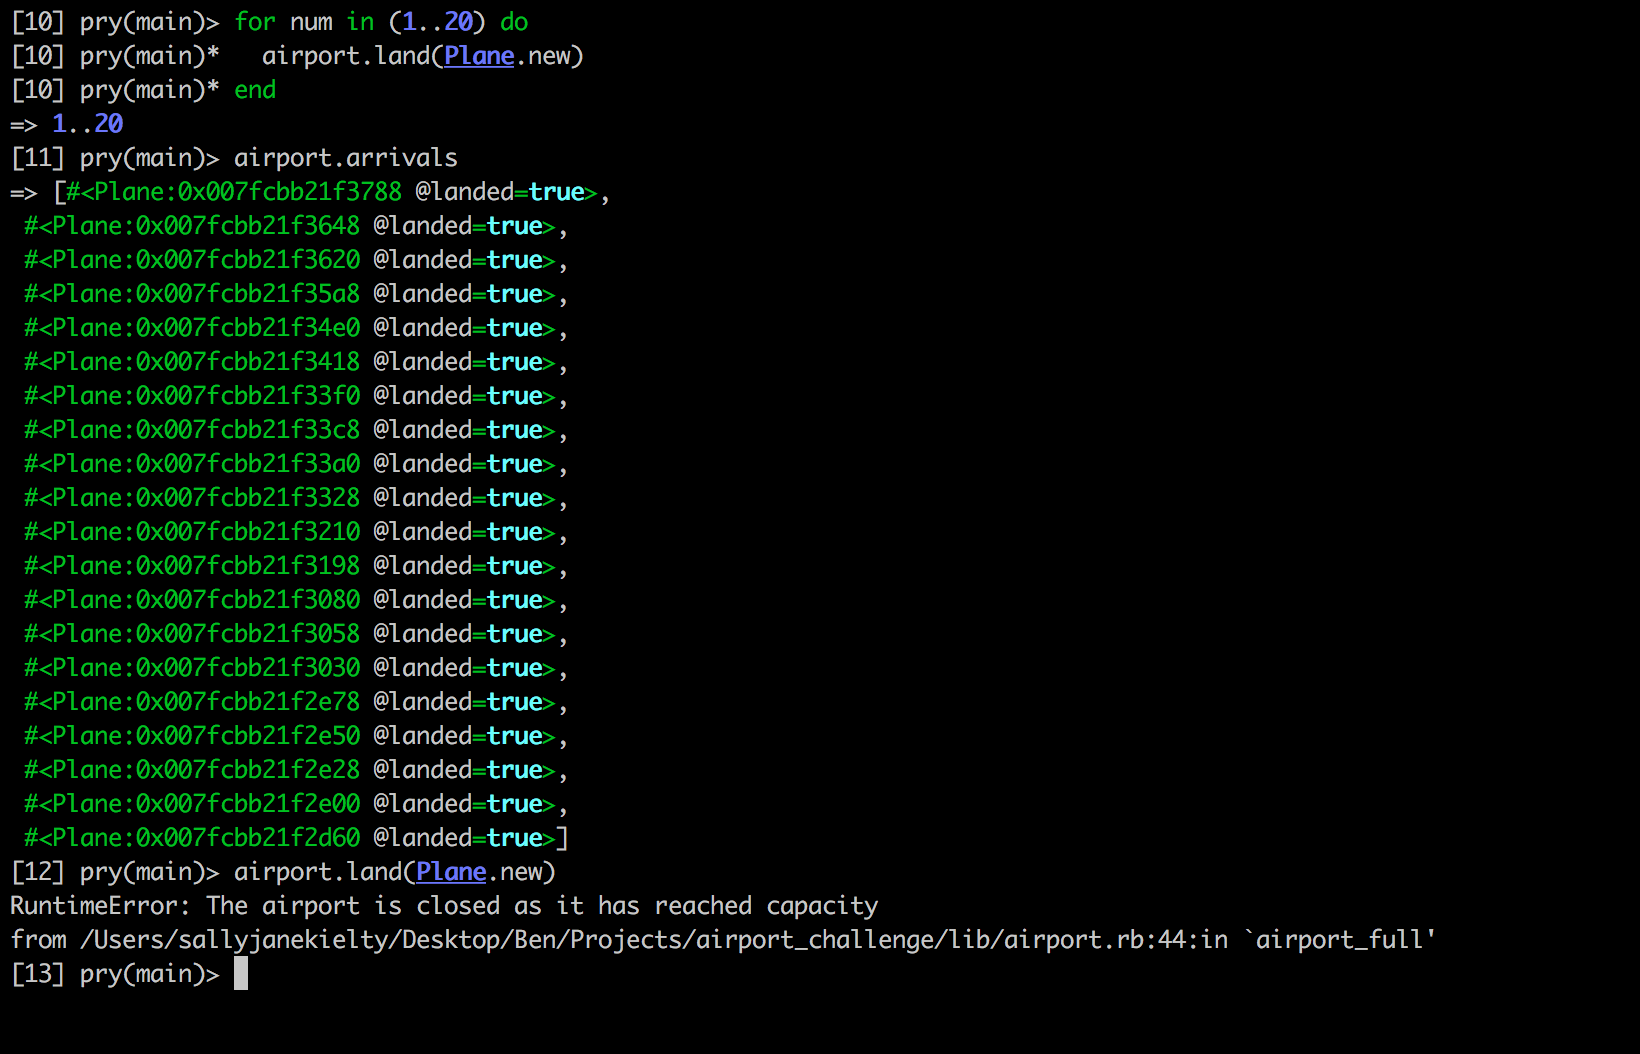 [10] pry(main)> for num in (1..20) do
[10] pry(main)*   airport.land(Plane.new)
[10] pry(main)* end
=> 1..20
[11] pry(main)> airport.arrivals
=> [#<Plane:0x007fcbb21f3788 @landed=true>,
 #<Plane:0x007fcbb21f3648 @landed=true>,
 #<Plane:0x007fcbb21f3620 @landed=true>,
 #<Plane:0x007fcbb21f35a8 @landed=true>,
 #<Plane:0x007fcbb21f34e0 @landed=true>,
 #<Plane:0x007fcbb21f3418 @landed=true>,
 #<Plane:0x007fcbb21f33f0 @landed=true>,
 #<Plane:0x007fcbb21f33c8 @landed=true>,
 #<Plane:0x007fcbb21f33a0 @landed=true>,
 #<Plane:0x007fcbb21f3328 @landed=true>,
 #<Plane:0x007fcbb21f3210 @landed=true>,
 #<Plane:0x007fcbb21f3198 @landed=true>,
 #<Plane:0x007fcbb21f3080 @landed=true>,
 #<Plane:0x007fcbb21f3058 @landed=true>,
 #<Plane:0x007fcbb21f3030 @landed=true>,
 #<Plane:0x007fcbb21f2e78 @landed=true>,
 #<Plane:0x007fcbb21f2e50 @landed=true>,
 #<Plane:0x007fcbb21f2e28 @landed=true>,
 #<Plane:0x007fcbb21f2e00 @landed=true>,
 #<Plane:0x007fcbb21f2d60 @landed=true>]
[12] pry(main)> airport.land(Plane.new)
RuntimeError: The airport is closed as it has reached capacity
from /Users/sallyjanekielty/Desktop/Ben/Projects/airport_challenge/lib/airport.rb:44:in `airport_full'
[13] pry(main)>